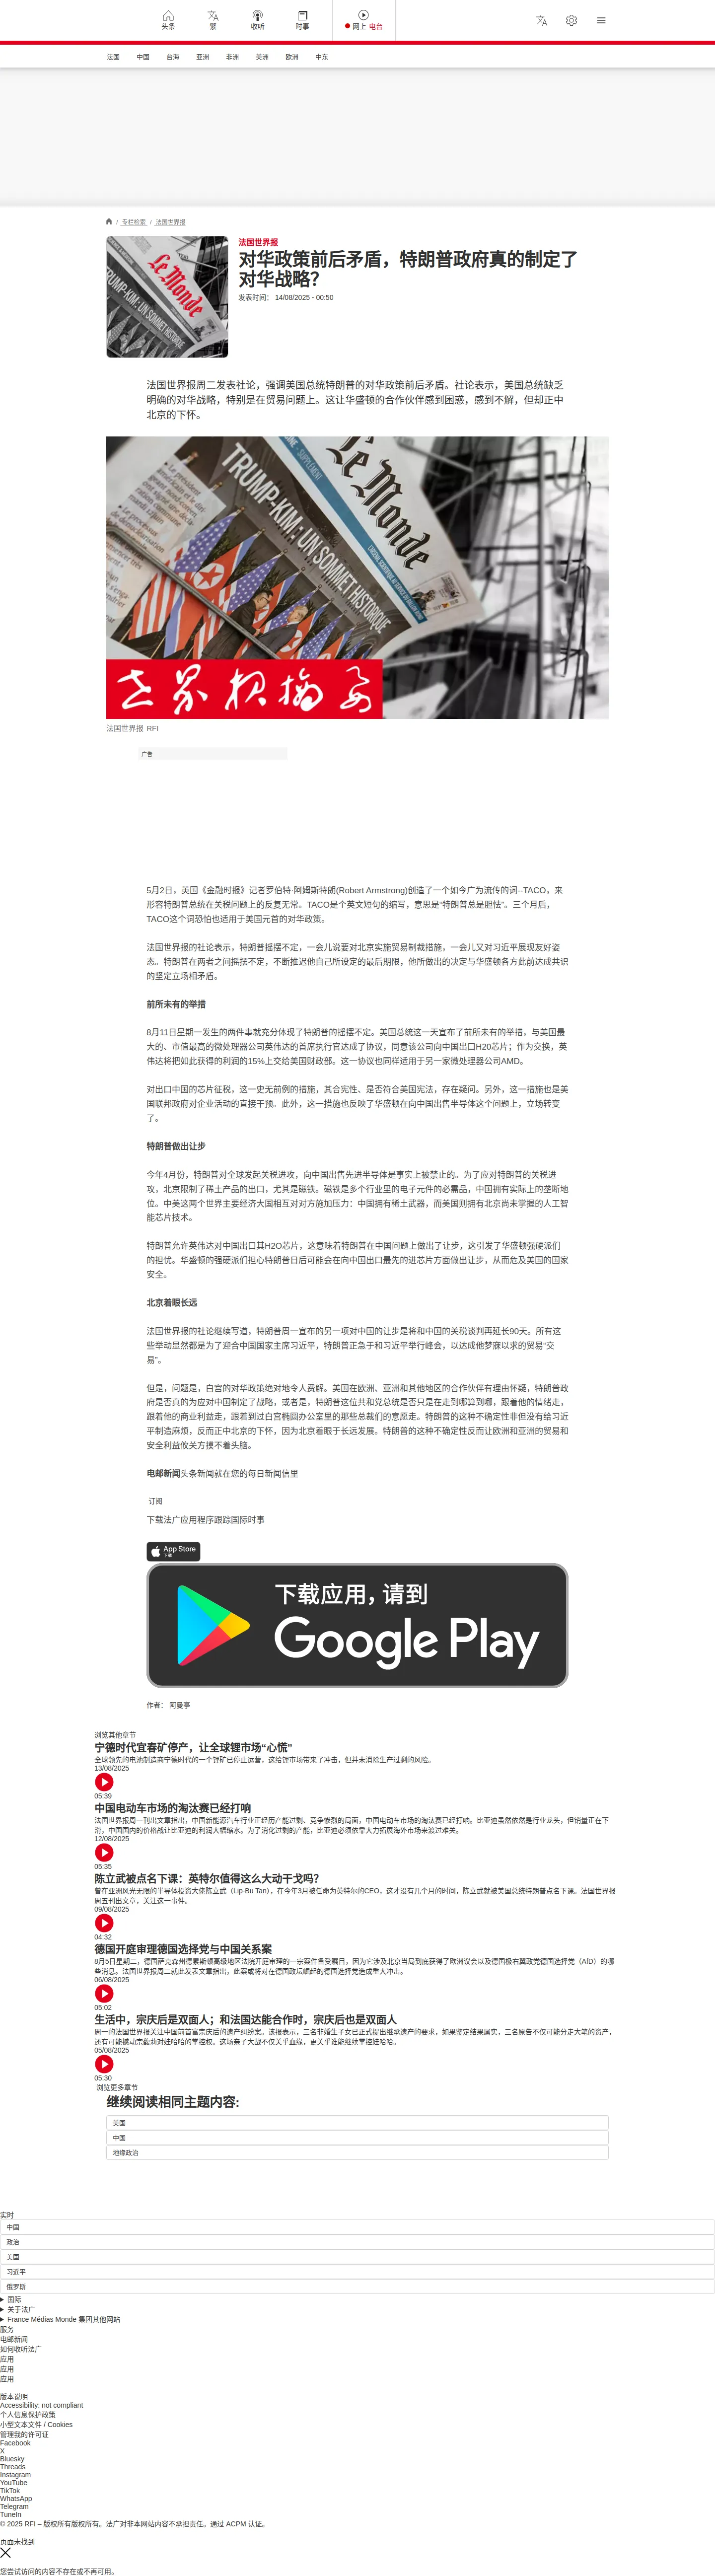 头条
繁
收听
时事
网上 电台
法国
中国
台海
亚洲
非洲
美洲
欧洲
中东
/ 专栏检索 / 法国世界报
法国世界报
对华政策前后矛盾，特朗普政府真的制定了
对华战略？
发表时间： 14/08/2025 - 00:50
Le Monde
TRUMP-KIM : UN SOMMET HISTORIQUE
法国世界报周二发表社论，强调美国总统特朗普的对华政策前后矛盾。社论表示，美国总统缺乏
明确的对华战略，特别是在贸易问题上。这让华盛顿的合作伙伴感到困惑，感到不解，但却正中
北京的下怀。
TRUMP-KIM : UN SOMMET HISTORIQUE
世界报摘要
法国世界报 RFI
广告
5月2日，英国《金融时报》记者罗伯特·阿姆斯特朗(Robert Armstrong)创造了一个如今广为流传的词--TACO，来
形容特朗普总统在关税问题上的反复无常。TACO是个英文短句的缩写，意思是“特朗普总是胆怯”。三个月后，
TACO这个词恐怕也适用于美国元首的对华政策。
法国世界报的社论表示，特朗普摇摆不定，一会儿说要对北京实施贸易制裁措施，一会儿又对习近平展现友好姿
态。特朗普在两者之间摇摆不定，不断推迟他自己所设定的最后期限，他所做出的决定与华盛顿各方此前达成共识
的坚定立场相矛盾。
前所未有的举措
8月11日星期一发生的两件事就充分体现了特朗普的摇摆不定。美国总统这一天宣布了前所未有的举措，与美国最
大的、市值最高的微处理器公司英伟达的首席执行官达成了协议，同意该公司向中国出口H20芯片；作为交换，英
伟达将把如此获得的利润的15%上交给美国财政部。这一协议也同样适用于另一家微处理器公司AMD。
对出口中国的芯片征税，这一史无前例的措施，其合宪性、是否符合美国宪法，存在疑问。另外，这一措施也是美
国联邦政府对企业活动的直接干预。此外，这一措施也反映了华盛顿在向中国出售半导体这个问题上，立场转变
了。
特朗普做出让步
今年4月份，特朗普对全球发起关税进攻，向中国出售先进半导体是事实上被禁止的。为了应对特朗普的关税进
攻，北京限制了稀土产品的出口，尤其是磁铁。磁铁是多个行业里的电子元件的必需品，中国拥有实际上的垄断地
位。中美这两个世界主要经济大国相互对对方施加压力：中国拥有稀土武器，而美国则拥有北京尚未掌握的人工智
能芯片技术。
特朗普允许英伟达对中国出口其H2O芯片，这意味着特朗普在中国问题上做出了让步，这引发了华盛顿强硬派们
的担忧。华盛顿的强硬派们担心特朗普日后可能会在向中国出口最先的进芯片方面做出让步，从而危及美国的国家
安全。
北京着眼长远
法国世界报的社论继续写道，特朗普周一宣布的另一项对中国的让步是将和中国的关税谈判再延长90天。所有这
些举动显然都是为了迎合中国国家主席习近平，特朗普正急于和习近平举行峰会，以达成他梦寐以求的贸易“交
易”。
但是，问题是，白宫的对华政策绝对地令人费解。美国在欧洲、亚洲和其他地区的合作伙伴有理由怀疑，特朗普政
府是否真的为应对中国制定了战略，或者是，特朗普这位共和党总统是否只是在走到哪算到哪，跟着他的情绪走，
跟着他的商业利益走，跟着到过白宫椭圆办公室里的那些总裁们的意愿走。特朗普的这种不确定性非但没有给习近
平制造麻烦，反而正中北京的下怀，因为北京着眼于长远发展。特朗普的这种不确定性反而让欧洲和亚洲的贸易和
安全利益攸关方摸不着头脑。
电邮新闻头条新闻就在您的每日新闻信里
订阅
下载法广应用程序跟踪国际时事
App Store
下载
下载应用，请到
Google Play
作者： 阿曼亭
浏览其他章节
宁德时代宜春矿停产，让全球锂市场“心慌”
全球领先的电池制造商宁德时代的一个锂矿已停止运营，这给锂市场带来了冲击，但并未消除生产过剩的风险。
13/08/2025
05:39
中国电动车市场的淘汰赛已经打响
法国世界报周一刊出文章指出，中国新能源汽车行业正经历产能过剩、竞争惨烈的局面，中国电动车市场的淘汰赛已经打响。比亚迪虽然依然是行业龙头，但销量正在下
滑，中国国内的价格战让比亚迪的利润大幅缩水。为了消化过剩的产能，比亚迪必须依靠大力拓展海外市场来渡过难关。
12/08/2025
05:35
陈立武被点名下课：英特尔值得这么大动干戈吗？
曾在亚洲风光无限的半导体投资大佬陈立武（Lip-Bu Tan），在今年3月被任命为英特尔的CEO，这才没有几个月的时间，陈立武就被美国总统特朗普点名下课。法国世界报
周五刊出文章，关注这一事件。
09/08/2025
04:32
德国开庭审理德国选择党与中国关系案
8月5日星期二，德国萨克森州德累斯顿高级地区法院开庭审理的一宗案件备受瞩目，因为它涉及北京当局到底获得了欧洲议会以及德国极右翼政党德国选择党（AfD）的哪
些消息。法国世界报周二就此发表文章指出，此案或将对在德国政坛崛起的德国选择党造成重大冲击。
06/08/2025
05:02
生活中，宗庆后是双面人；和法国达能合作时，宗庆后也是双面人
周一的法国世界报关注中国前首富宗庆后的遗产纠纷案。该报表示，三名非婚生子女已正式提出继承遗产的要求，如果鉴定结果属实，三名原告不仅可能分走大笔的资产，
还有可能撼动宗馥莉对娃哈哈的掌控权。这场亲子大战不仅关乎血缘，更关乎谁能继续掌控娃哈哈。
05/08/2025
05:30
浏览更多章节
继续阅读相同主题内容:
美国
中国
地缘政治
实时
中国
政治
美国
习近平
俄罗斯
国际
关于法广
France Médias Monde 集团其他网站
服务
电邮新闻
如何收听法广
应用
应用
应用
版本说明
Accessibility: not compliant
个人信息保护政策
小型文本文件 / Cookies
管理我的许可证
Facebook
X
Bluesky
Threads
Instagram
YouTube
TikTok
WhatsApp
Telegram
TuneIn
© 2025 RFI – 版权所有版权所有。法广对非本网站内容不承担责任。通过 ACPM 认证。
页面未找到
您尝试访问的内容不存在或不再可用。